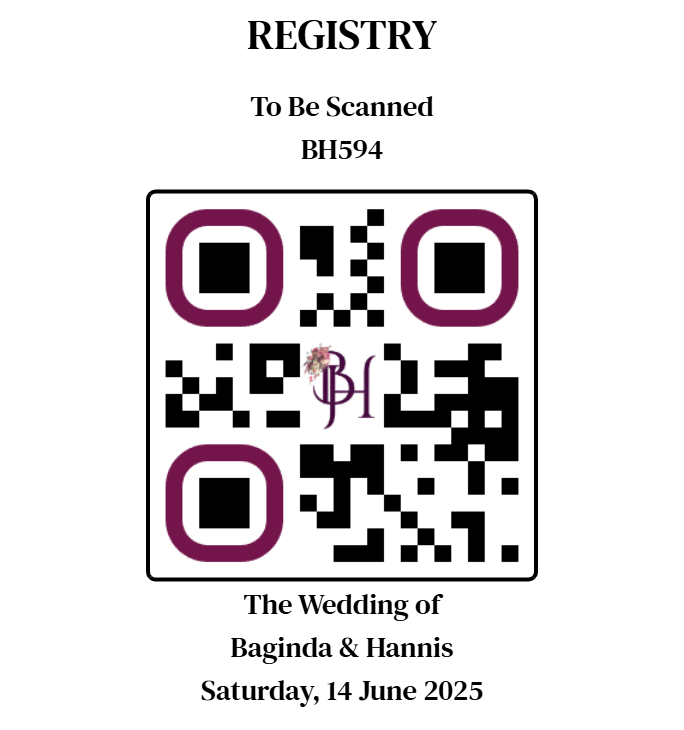 REGISTRY
To Be Scanned
BH594
BH
The Wedding of
Baginda & Hannis
Saturday, 14 June 2025